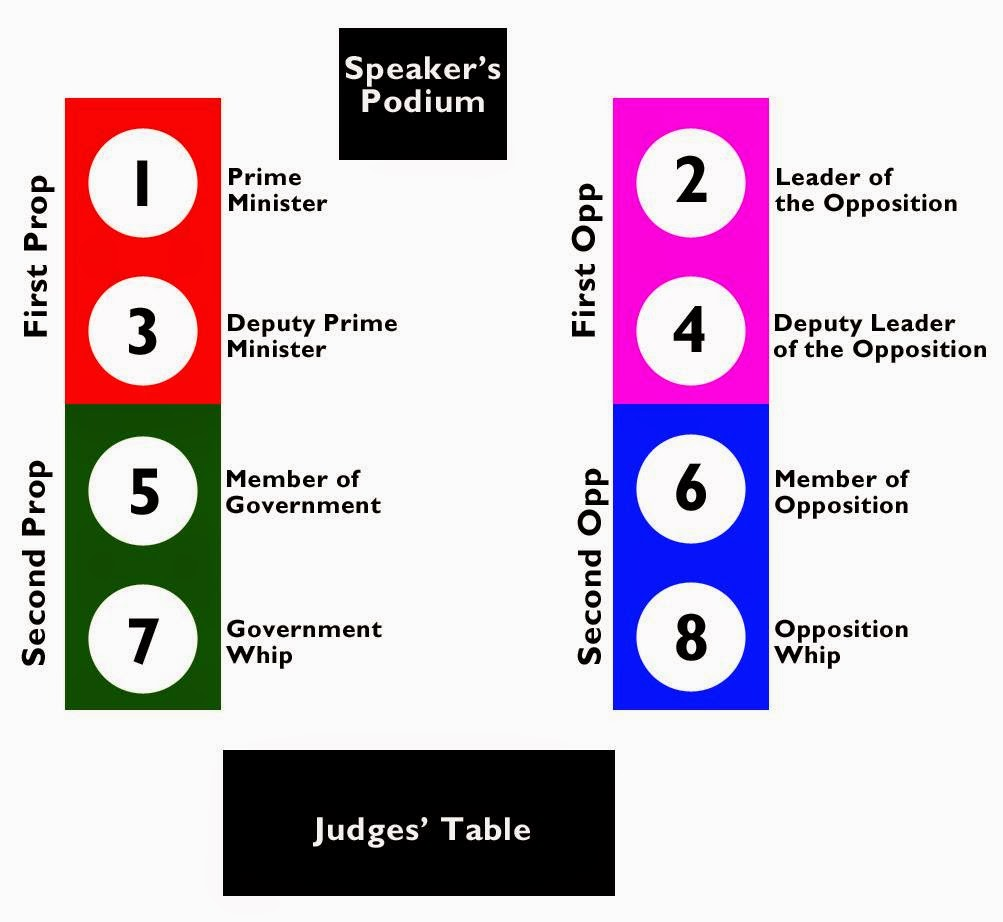 Speaker’s
Podium
First Prop
1
Prime
Minister
3
Deputy Prime
Minister
Second Prop
5
Member of
Government
7
Government
Whip
First Opp
2
Leader of
the Opposition
4
Deputy Leader
of the Opposition
Second Opp
6
Member of
Opposition
8
Opposition
Whip
Judges’ Table